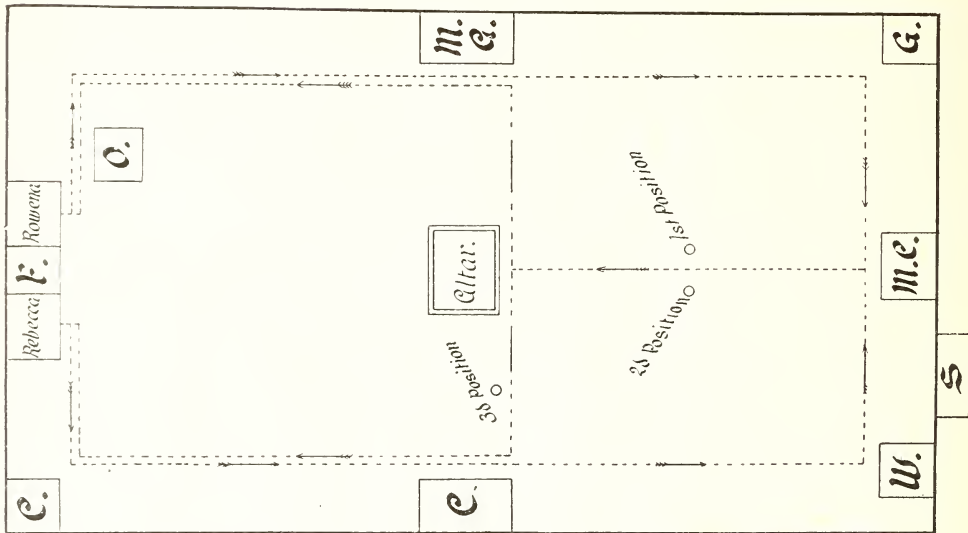 M.
G.
G.
O.
Rebecca
F.
Rowena
1st Position
Altar.
2d Position
3d Position
M.C.
C.
C.
W.
S